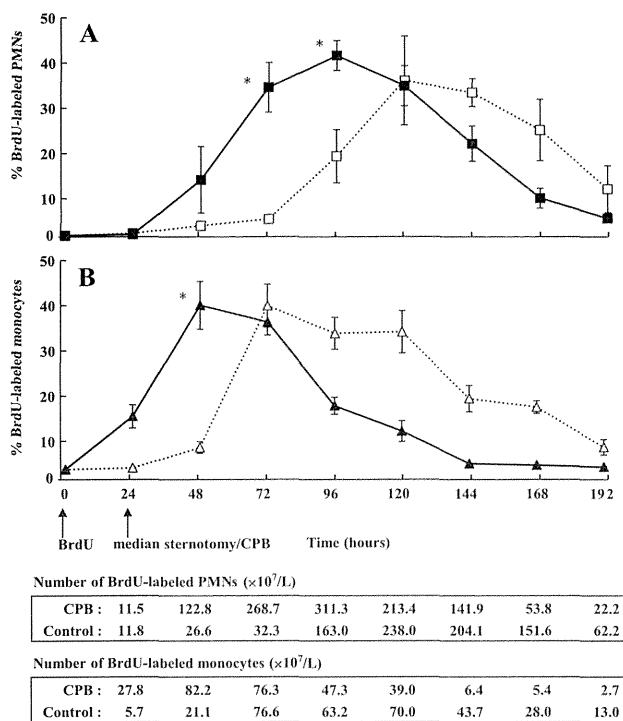 A
50
40
30
20
10
0
% BrdU-labeled PMNs
*
*
B
50
40
30
20
10
0
% BrdU-labeled monocytes
*
0 24 48 72 96 120 144 168 192
BrdU median sternotomy/CPB Time (hours)
Number of BrdU-labeled PMNs (×10⁷/L)
CPB : 11.5 122.8 268.7 311.3 213.4 141.9 53.8 22.2
Control : 11.8 26.6 32.3 163.0 238.0 204.1 151.6 62.2
Number of BrdU-labeled monocytes (×10⁷/L)
CPB : 27.8 82.2 76.3 47.3 39.0 6.4 5.4 2.7
Control : 5.7 21.1 76.6 63.2 70.0 43.7 28.0 13.0